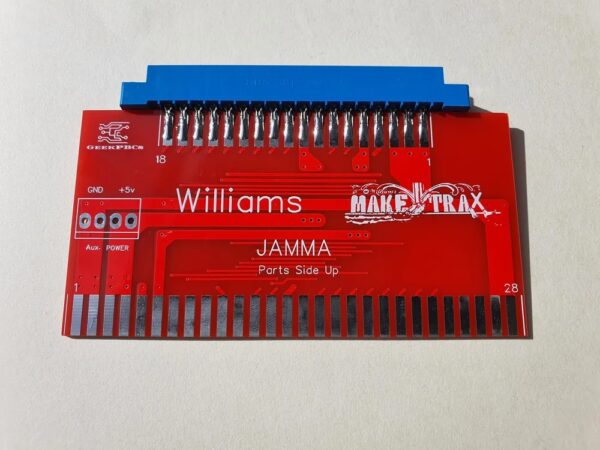 GEEKPBCS
18
1
GND +5v
Williams
MAKE TRAX
Aux. POWER
JAMMA
Parts Side Up
1
28